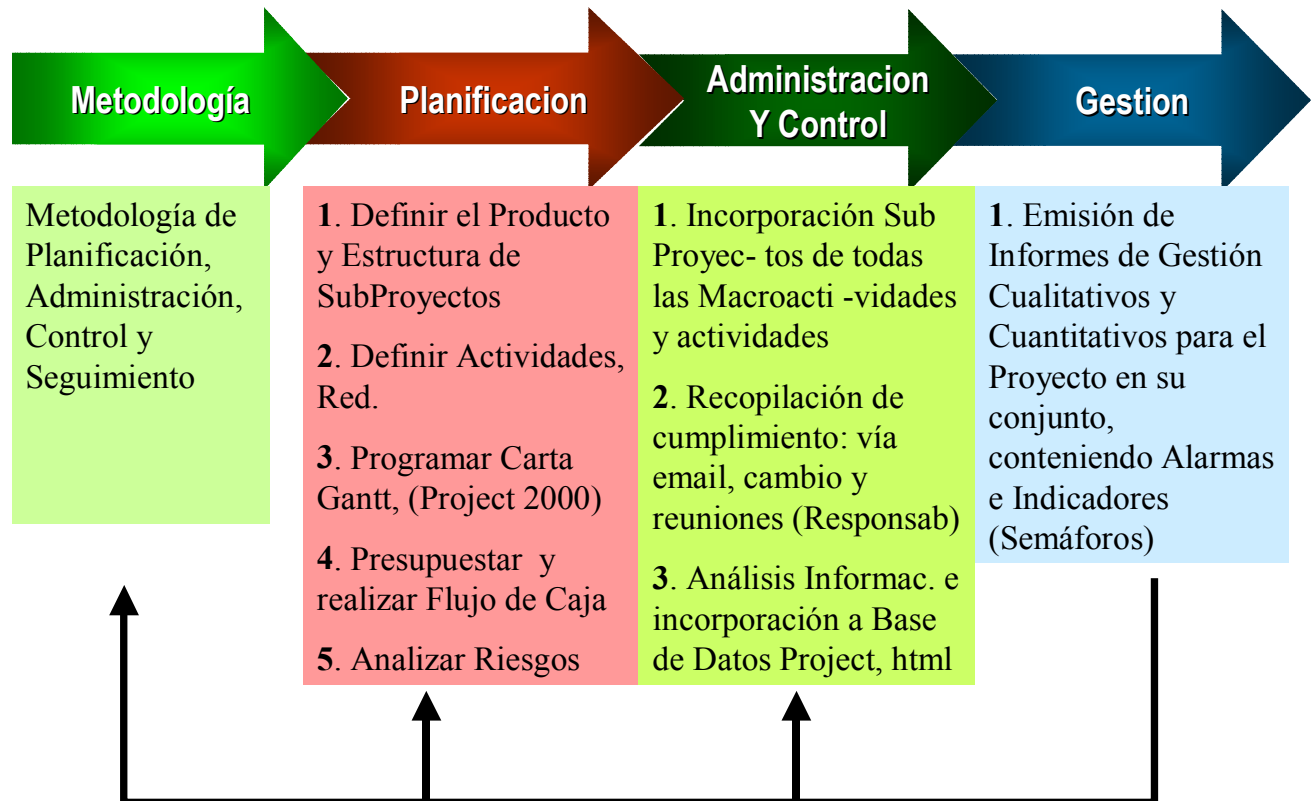 Metodología
Planificacion
Administracion
Y Control
Gestion
Metodología de
Planificación,
Administración,
Control y
Seguimiento
1. Definir el Producto
y Estructura de
SubProyectos
2. Definir Actividades,
Red.
3. Programar Carta
Gantt, (Project 2000)
4. Presupuestar y
realizar Flujo de Caja
5. Analizar Riesgos
1. Incorporación Sub
Proyec- tos de todas
las Macroacti -vidades
y actividades
2. Recopilación de
cumplimiento: vía
email, cambio y
reuniones (Responsab)
3. Análisis Informac. e
incorporación a Base
de Datos Project, html
1. Emisión de
Informes de Gestión
Cualitativos y
Cuantitativos para el
Proyecto en su
conjunto,
conteniendo Alarmas
e Indicadores
(Semáforos)